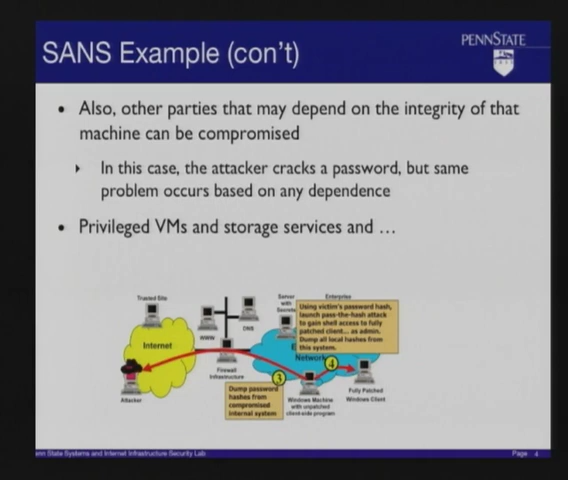 SANS Example (con't)
PENNSTATE
• Also, other parties that may depend on the integrity of that
machine can be compromised
‣ In this case, the attacker cracks a password, but same
problem occurs based on any dependence
• Privileged VMs and storage services and …
Trusted Site
Server
with
Secrets
Enterprise
WWW
DNS
Using victim's password hash,
launch pass-the-hash attack
to gain shell access to fully
patched client... as admin.
Dump all local hashes from
this system.
Internet
Network
Firewall
Infrastructure
3
4
Attacker
Dump password
hashes from
compromised
internal system
Windows Machine
with unpatched
client-side program
Fully Patched
Windows Client
Penn State Systems and Internet Infrastructure Security Lab
Page 4